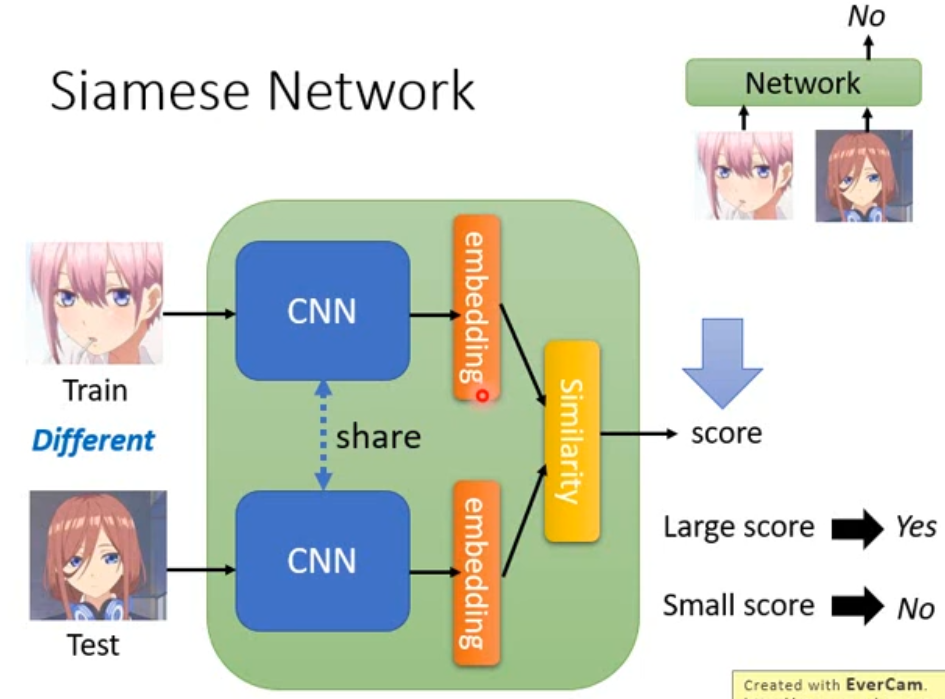 No
Siamese Network
Network
CNN
embedding
Train
Different
share
Similarity
score
CNN
embedding
Test
Large score
Yes
Small score
No
Created with EverCam.